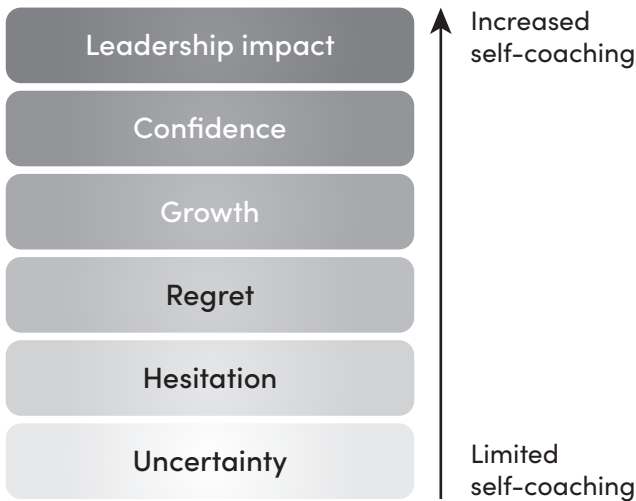 Leadership impact
Increased
self-coaching
Confidence
Growth
Regret
Hesitation
Uncertainty
Limited
self-coaching